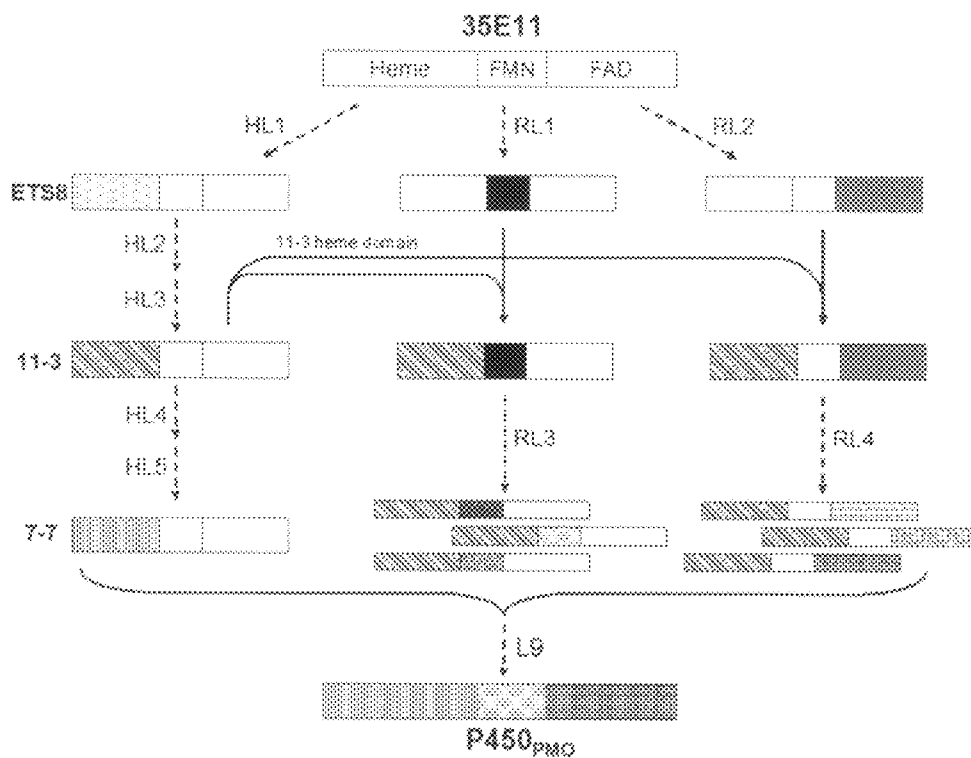 35E11
Heme FMN FAD
HL1 RL1 RL2
ETS8
HL2
11-3 heme domain
HL3
11-3
HL4
RL3 RL4
HL5
7-7
L9
P450PMO